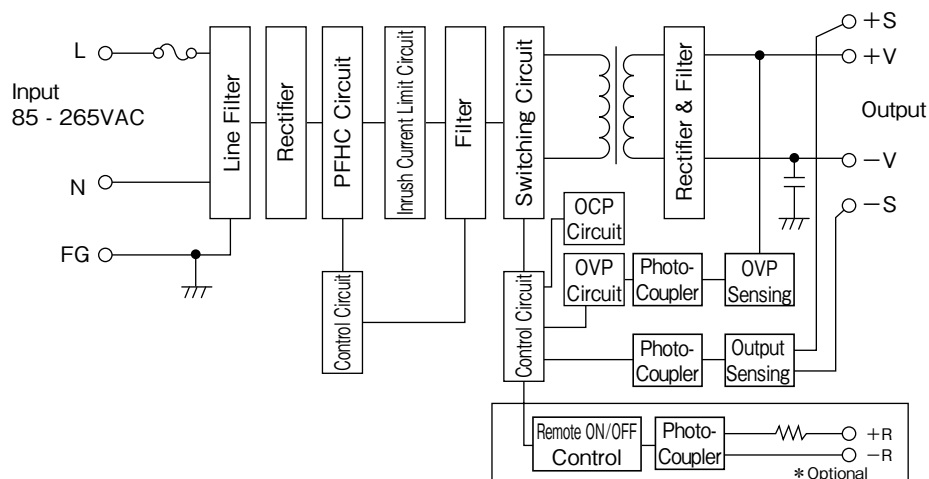 L
Input
85 - 265VAC
N
FG
Line Filter
Rectifier
PFHC Circuit
Inrush Current Limit Circuit
Filter
Switching Circuit
Rectifier & Filter
+S
+V
Output
−V
−S
Control Circuit
Control Circuit
OCP
Circuit
OVP
Circuit
Photo-
Coupler
OVP
Sensing
Photo-
Coupler
Output
Sensing
Remote ON/OFF
Control
Photo-
Coupler
+R
−R
*Optional